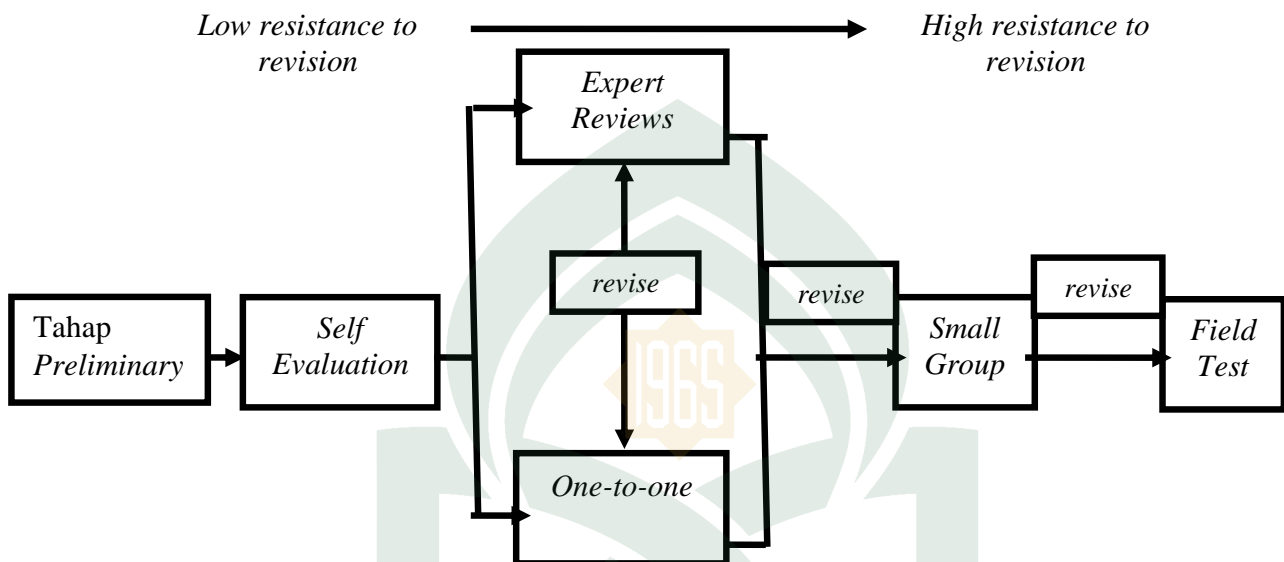 Low resistance to
revision
High resistance to
revision
Expert
Reviews
revise
Tahap
Preliminary
Self
Evaluation
revise
Small
Group
revise
Field
Test
1965
One-to-one